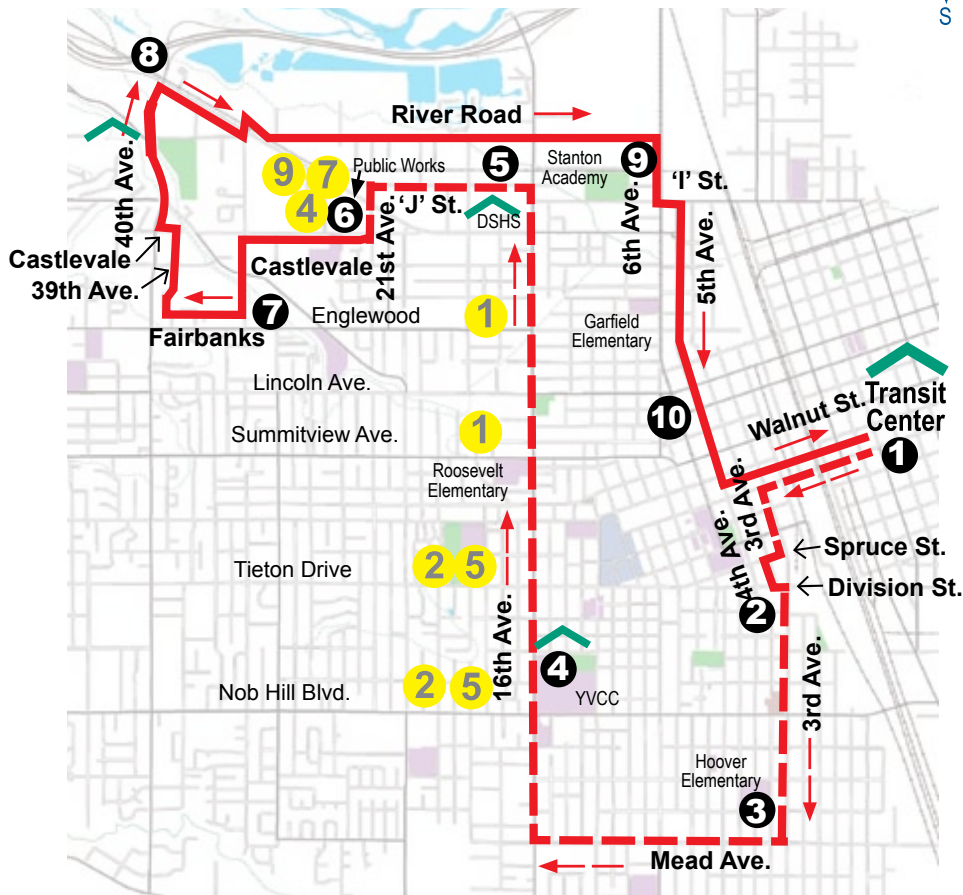 S
8
River Road
40th Ave.
9
7
Public Works
5
Stanton
Academy
9
'I' St.
4
6
'J' St.
DSHS
6th Ave.
21st Ave.
5th Ave.
Castlevale
39th Ave.
Castlevale
7
Englewood
1
Garfield
Elementary
Fairbanks
Lincoln Ave.
Transit
Center
Walnut St.
10
1
Summitview Ave.
1
Roosevelt
Elementary
3rd Ave.
4th Ave.
Spruce St.
Division St.
Tieton Drive
2
5
2
16th Ave.
4
YVCC
Nob Hill Blvd.
2
5
3rd Ave.
Hoover
Elementary
3
Mead Ave.